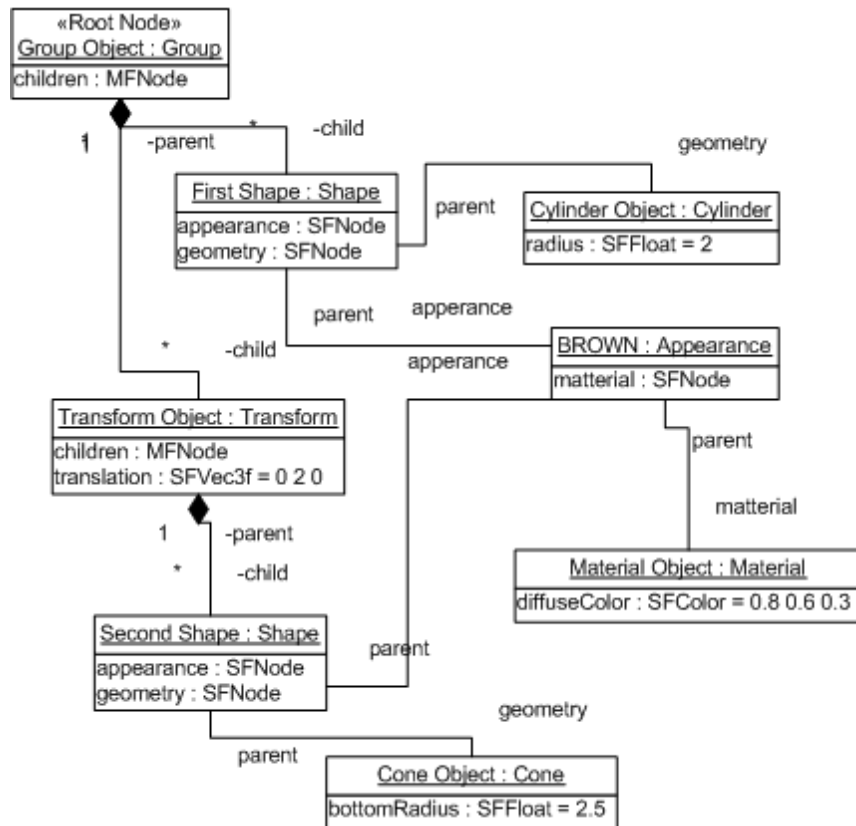 «Root Node»
Group Object : Group
children : MFNode
1
-parent
*
-child
geometry
First Shape : Shape
appearance : SFNode
geometry : SFNode
parent
Cylinder Object : Cylinder
radius : SFFloat = 2
parent
apperance
*
-child
apperance
BROWN : Appearance
matterial : SFNode
Transform Object : Transform
children : MFNode
translation : SFVec3f = 0 2 0
parent
matterial
1
-parent
*
-child
Material Object : Material
diffuseColor : SFColor = 0.8 0.6 0.3
Second Shape : Shape
appearance : SFNode
geometry : SFNode
parent
geometry
parent
Cone Object : Cone
bottomRadius : SFFloat = 2.5